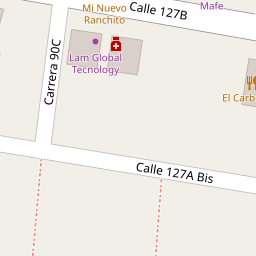 Mi Nuevo
Ranchito
Calle 127B
Mafe
Carrera 90C
Lam Global
Tecnology
El Carb
Calle 127A Bis